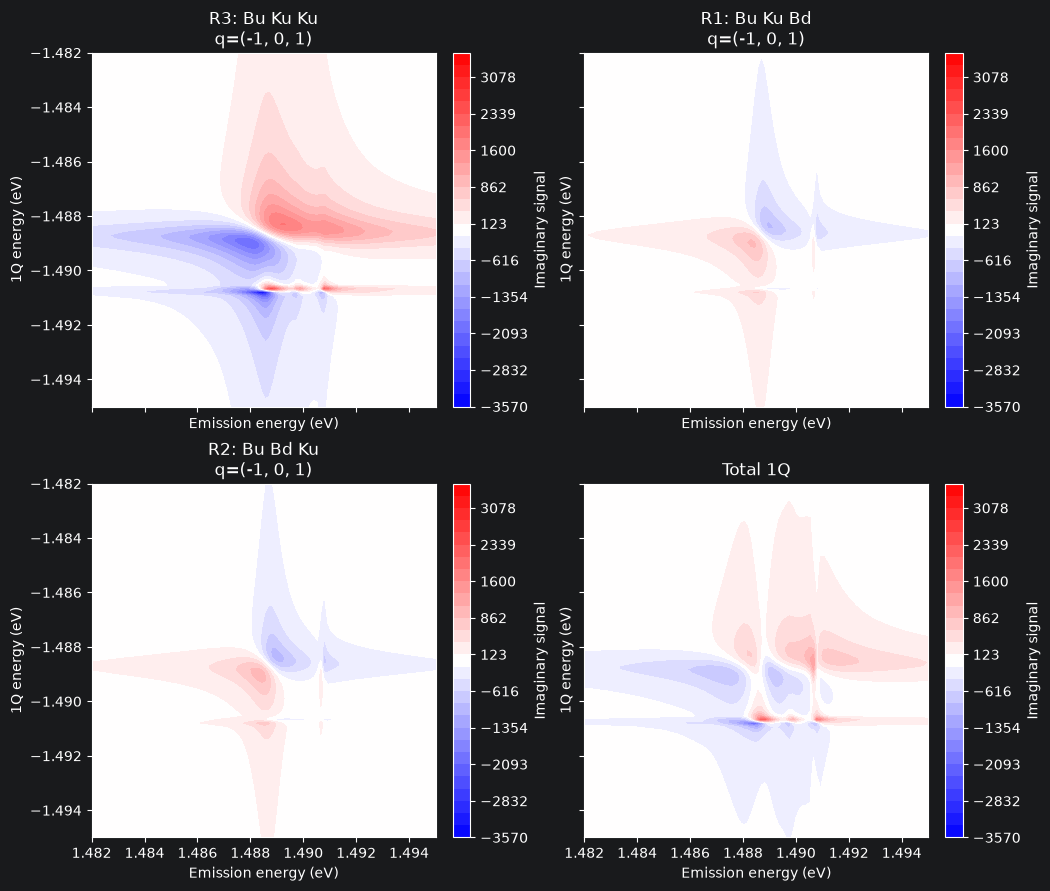 R3: Bu Ku Ku
q=(-1, 0, 1)
−1.482
−1.484
−1.486
−1.488
−1.490
−1.492
−1.494
1Q energy (eV)
Emission energy (eV)
3078
2339
1600
862
123
−616
−1354
−2093
−2832
−3570
Imaginary signal
R1: Bu Ku Bd
q=(-1, 0, 1)
1Q energy (eV)
Emission energy (eV)
3078
2339
1600
862
123
−616
−1354
−2093
−2832
−3570
Imaginary signal
R2: Bu Bd Ku
q=(-1, 0, 1)
−1.482
−1.484
−1.486
−1.488
−1.490
−1.492
−1.494
1Q energy (eV)
1.482 1.484 1.486 1.488 1.490 1.492 1.494
Emission energy (eV)
3078
2339
1600
862
123
−616
−1354
−2093
−2832
−3570
Imaginary signal
Total 1Q
1Q energy (eV)
1.482 1.484 1.486 1.488 1.490 1.492 1.494
Emission energy (eV)
3078
2339
1600
862
123
−616
−1354
−2093
−2832
−3570
Imaginary signal